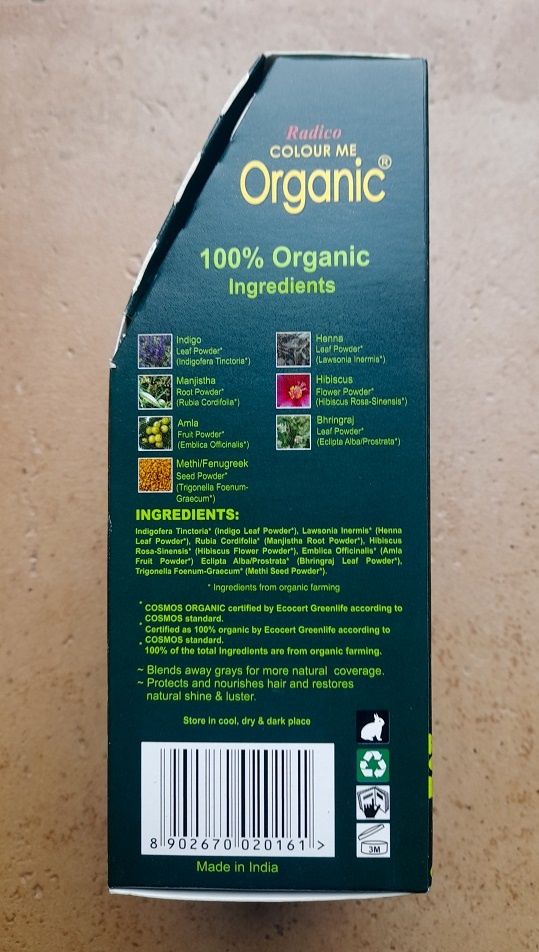 Radico
COLOUR ME
Organic®
100% Organic
Ingredients
Indigo
Leaf Powder*
(Indigofera Tinctoria*)
Henna
Leaf Powder*
(Lawsonia Inermis*)
Manjistha
Root Powder*
(Rubia Cordifolia*)
Hibiscus
Flower Powder*
(Hibiscus Rosa-Sinensis*)
Amla
Fruit Powder*
(Emblica Officinalis*)
Bhringraj
Leaf Powder*
(Eclipta Alba/Prostrata*)
Methi/Fenugreek
Seed Powder*
(Trigonella Foenum-
Graecum*)
INGREDIENTS:
Indigofera Tinctoria* (Indigo Leaf Powder*), Lawsonia Inermis* (Henna
Leaf Powder*), Rubia Cordifolia* (Manjistha Root Powder*), Hibiscus
Rosa-Sinensis* (Hibiscus Flower Powder*), Emblica Officinalis* (Amla
Fruit Powder*) Eclipta Alba/Prostrata* (Bhringraj Leaf Powder*),
Trigonella Foenum-Graecum* (Methi Seed Powder*).
* Ingredients from organic farming
* COSMOS ORGANIC certified by Ecocert Greenlife according to
COSMOS standard.
* Certified as 100% organic by Ecocert Greenlife according to
COSMOS standard.
* 100% of the total Ingredients are from organic farming.
~ Blends away grays for more natural coverage.
~ Protects and nourishes hair and restores
natural shine & luster.
Store in cool, dry & dark place
8 902670 020161 >
3M
Made in India